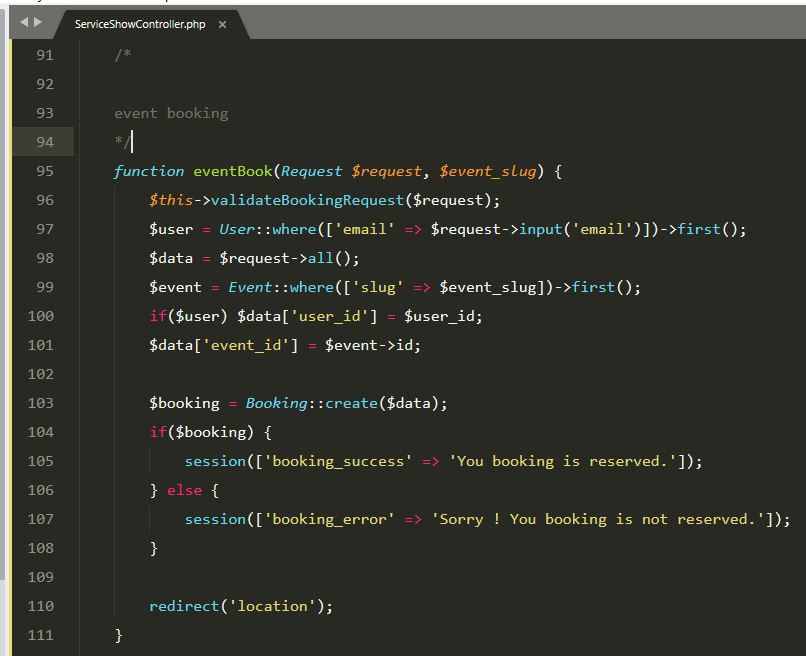 ServiceShowController.php ×
91 /*
92
93 event booking
94 */
95 function eventBook(Request $request, $event_slug) {
96 $this->validateBookingRequest($request);
97 $user = User::where(['email' => $request->input('email')])->first();
98 $data = $request->all();
99 $event = Event::where(['slug' => $event_slug])->first();
100 if($user) $data['user_id'] = $user_id;
101 $data['event_id'] = $event->id;
102
103 $booking = Booking::create($data);
104 if($booking) {
105 session(['booking_success' => 'You booking is reserved.']);
106 } else {
107 session(['booking_error' => 'Sorry ! You booking is not reserved.']);
108 }
109
110 redirect('location');
111 }